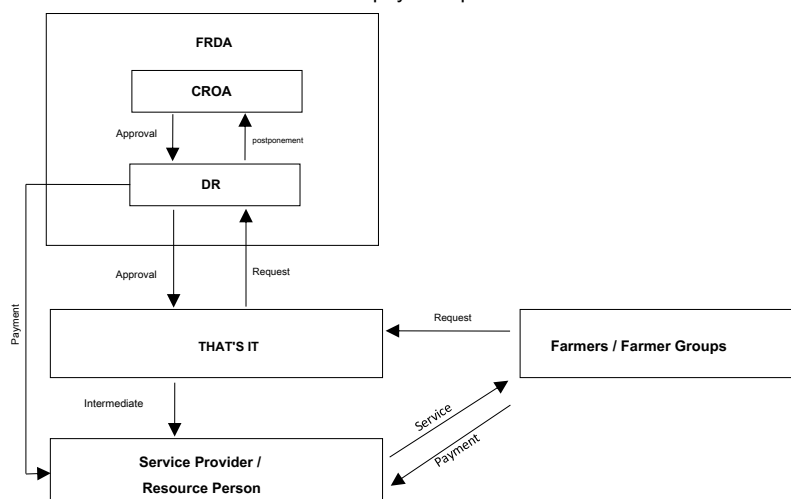 FRDA
CROA
Approval
postponement
DR
Approval
Request
Payment
Request
THAT'S IT
Farmers / Farmer Groups
Intermediate
Service
Payment
Service Provider /
Resource Person